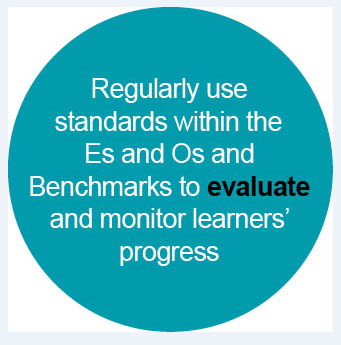 Regularly use
standards within the
Es and Os and
Benchmarks to evaluate
and monitor learners’
progress